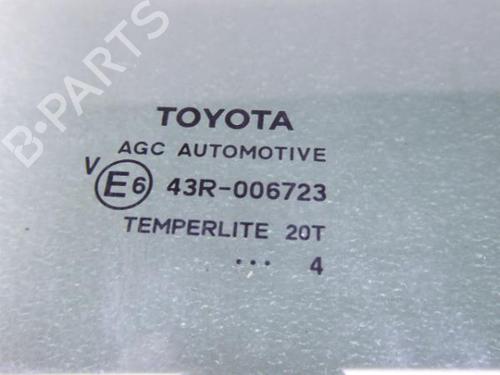 B-PARTS
TOYOTA
AGC AUTOMOTIVE
V E6 43R-006723
TEMPERLITE 20T
... 4